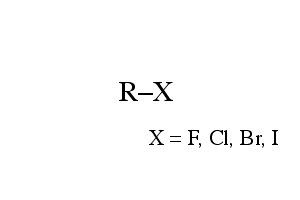 R–X
X = F, Cl, Br, I